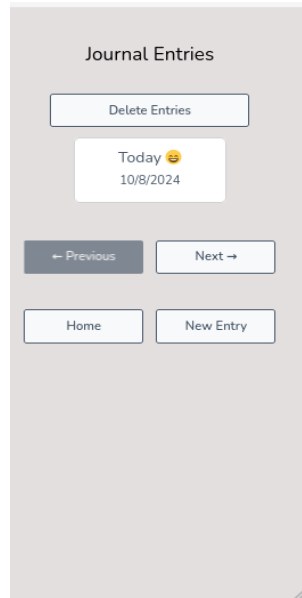 Journal Entries
Delete Entries
Today 😄
10/8/2024
← Previous
Next →
Home
New Entry